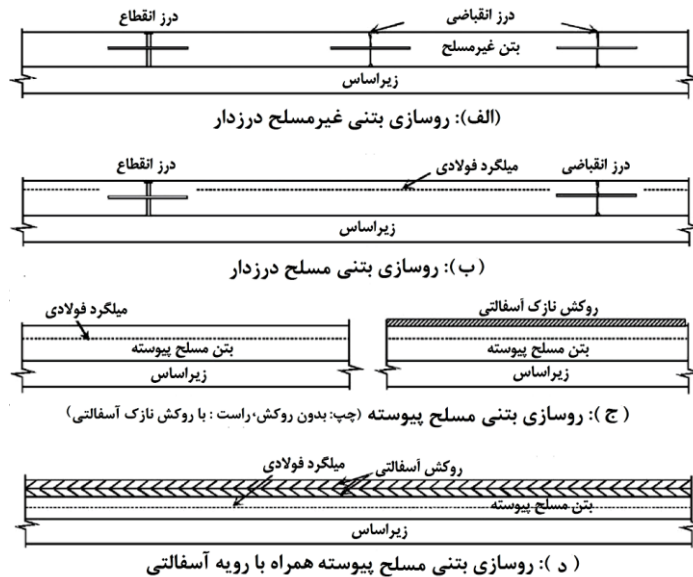 درز انقطاع
درز انقباضی
بتن غیرمسلح
زیراساس
(الف): روسازی بتنی غیرمسلح درزدار
درز انقطاع
میلگرد فولادی
درز انقباضی
زیراساس
(ب): روسازی بتنی مسلح درزدار
روکش نازک آسفالتی
بتن مسلح پیوسته
زیراساس
میلگرد فولادی
بتن مسلح پیوسته
زیراساس
(ج): روسازی بتنی مسلح پیوسته (چپ: بدون روکش، راست: با روکش نازک آسفالتی)
روکش آسفالتی
میلگرد فولادی
بتن مسلح پیوسته
زیراساس
(د): روسازی بتنی مسلح پیوسته همراه با رویه آسفالتی